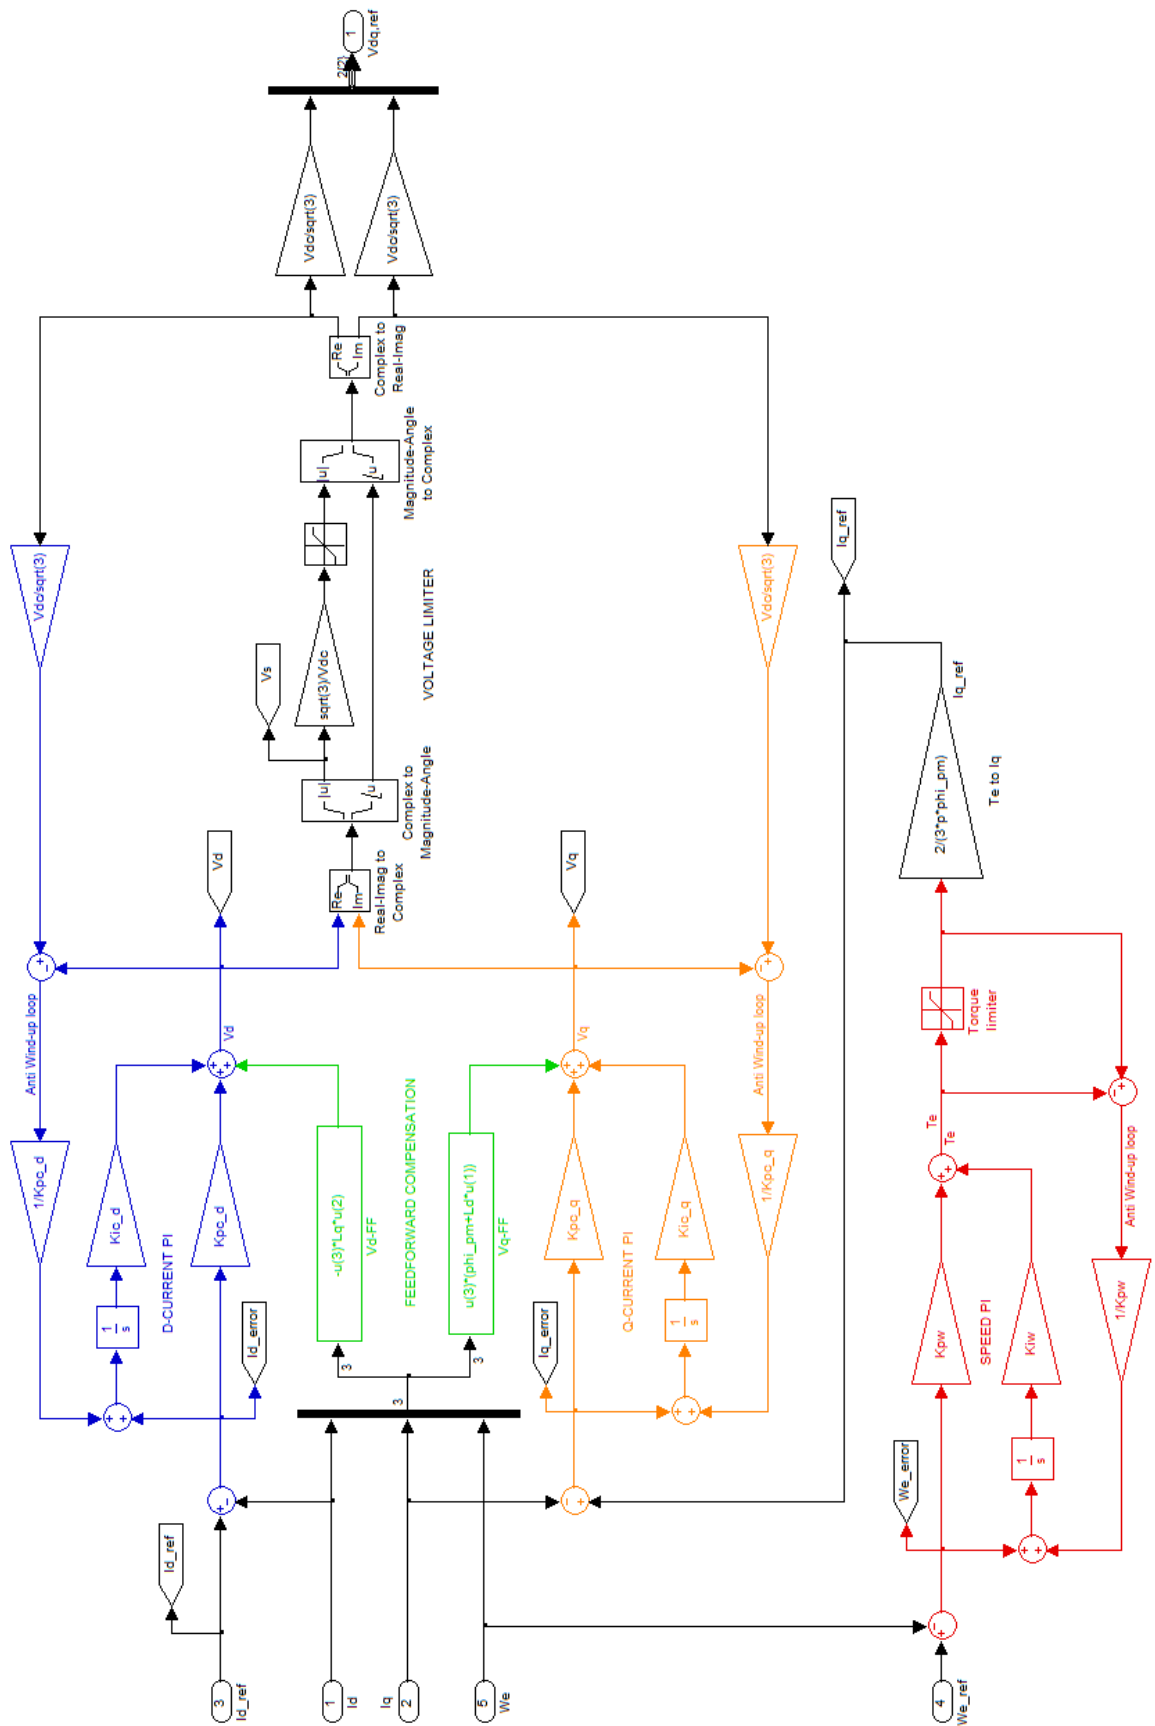 1/Kpc_d
Anti Wind-up loop
Vdc/sqrt(3)
1
s
Kic_d
D-CURRENT PI
Id_ref
3
Id_ref
Kpc_d
Vd
Vd
Id_error
Vs
1
Id
3
-u(3)*Lq*u(2)
Vd-FF
Re
Im
Real-Imag to
Complex
|u|
∠u
Complex to
Magnitude-Angle
sqrt(3)/Vdc
VOLTAGE LIMITER
|u|
∠u
Magnitude-Angle
to Complex
Re
Im
Complex to
Real-Imag
Vdc/sqrt(3)
Vdc/sqrt(3)
2{2}
1
Vdq,ref
Iq
2
3
FEEDFORWARD COMPENSATION
5
We
3
u(3)*(phi_pm+Ld*u(1))
Vq-FF
Iq_error
Kpc_q
Vq
Vq
Q-CURRENT PI
1
s
Kic_q
1/Kpc_q
Anti Wind-up loop
Vdc/sqrt(3)
Iq_ref
We_error
4
We_ref
Kpw
Te
Te
Torque
limiter
2/(3*p*phi_pm)
Iq_ref
Te to Iq
SPEED PI
1
s
Kiw
1/Kpw
Anti Wind-up loop